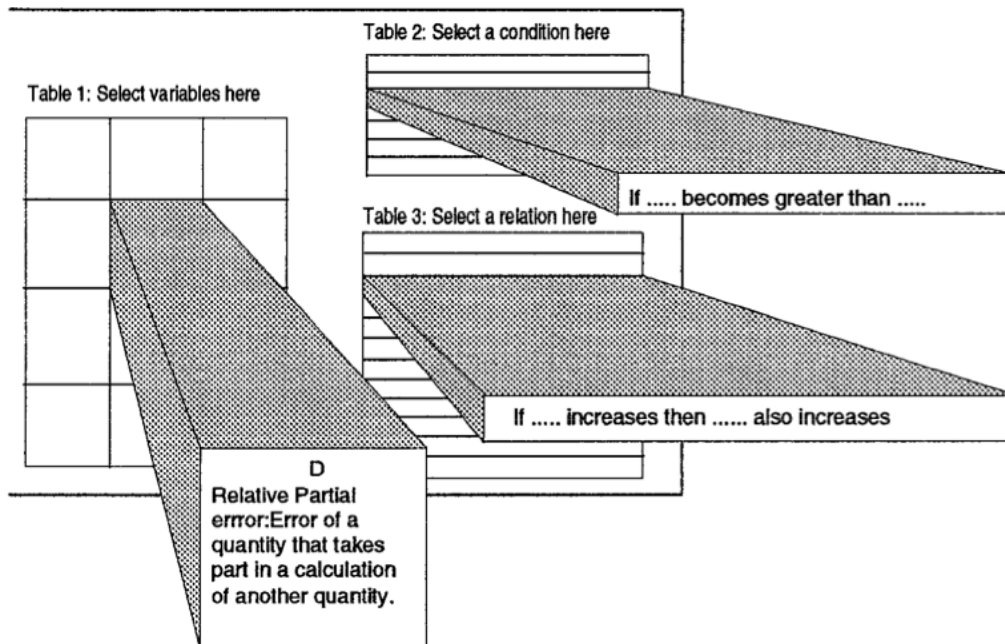 Table 2: Select a condition here
Table 1: Select variables here
If ..... becomes greater than .....
Table 3: Select a relation here
If ..... increases then ...... also increases
D
Relative Partial
errror:Error of a
quantity that takes
part in a calculation
of another quantity.